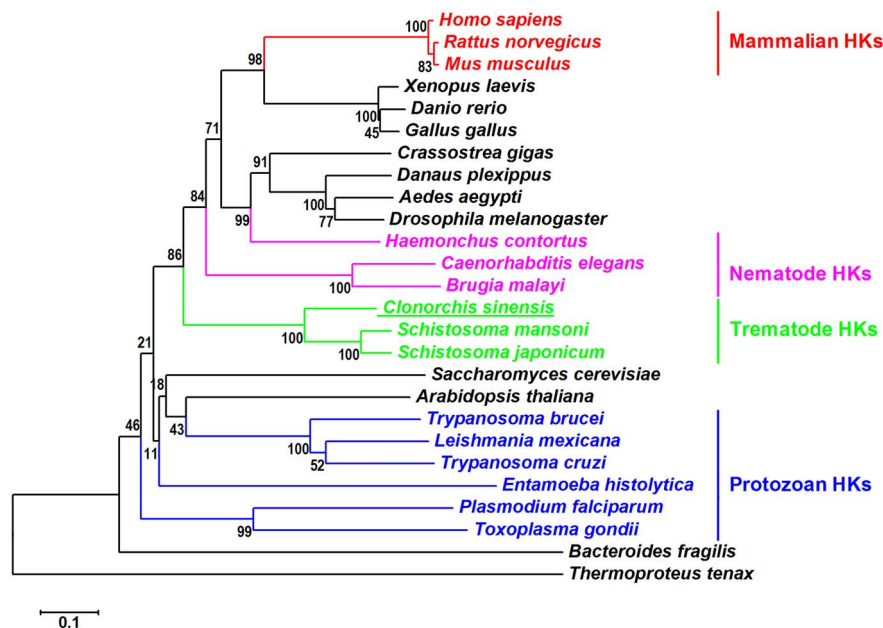 Homo sapiens
100
Rattus norvegicus
Mammalian HKs
83
Mus musculus
98
Xenopus laevis
Danio rerio
100
45
Gallus gallus
71
Crassostrea gigas
91
Danaus plexippus
100
Aedes aegypti
84
99
77
Drosophila melanogaster
Haemonchus contortus
86
Caenorhabditis elegans
Nematode HKs
100
Brugia malayi
Clonorchis sinensis
Schistosoma mansoni
Trematode HKs
100
100
Schistosoma japonicum
21
Saccharomyces cerevisiae
18
Arabidopsis thaliana
46
43
Trypanosoma brucei
11
100
Leishmania mexicana
52
Trypanosoma cruzi
Entamoeba histolytica
Protozoan HKs
Plasmodium falciparum
99
Toxoplasma gondii
Bacteroides fragilis
Thermoproteus tenax
0.1